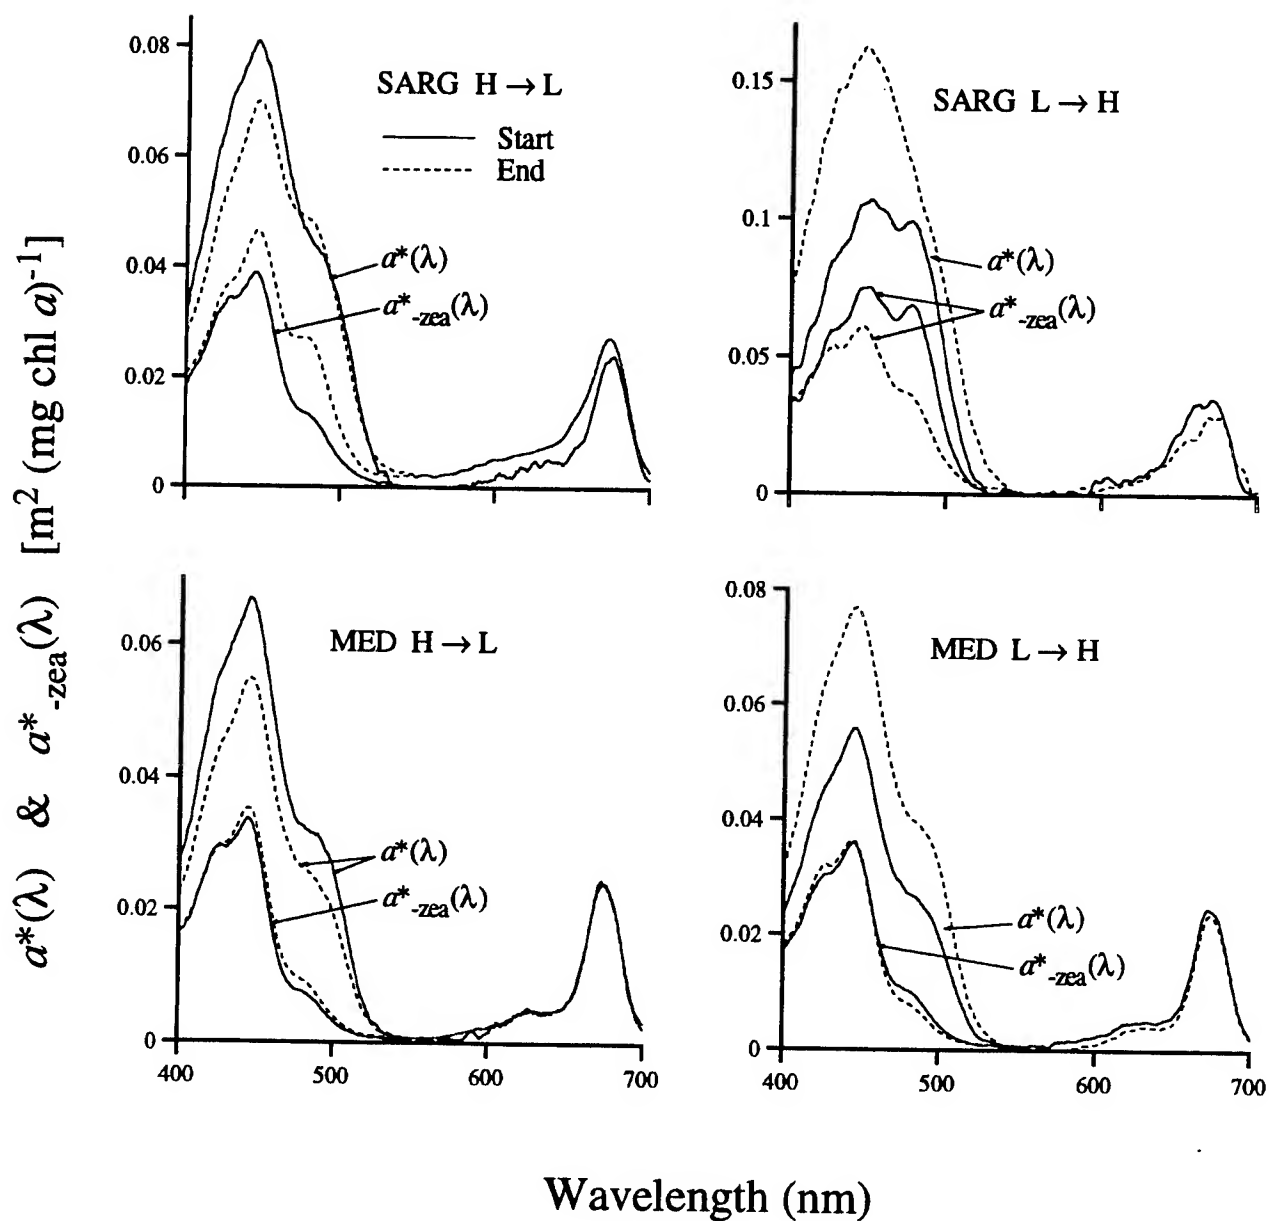 a*(λ) & a*-zea(λ) [m2 (mg chl a)-1]
SARG H → L
Start
End
0.08
0.06
0.04
0.02
0
a*(λ)
a*-zea(λ)
SARG L → H
0.15
0.1
0.05
0
a*(λ)
a*-zea(λ)
MED H → L
0.06
0.04
0.02
0
a*(λ)
a*-zea(λ)
400 500 600 700
MED L → H
0.08
0.06
0.04
0.02
0
a*(λ)
a*-zea(λ)
400 500 600 700
Wavelength (nm)